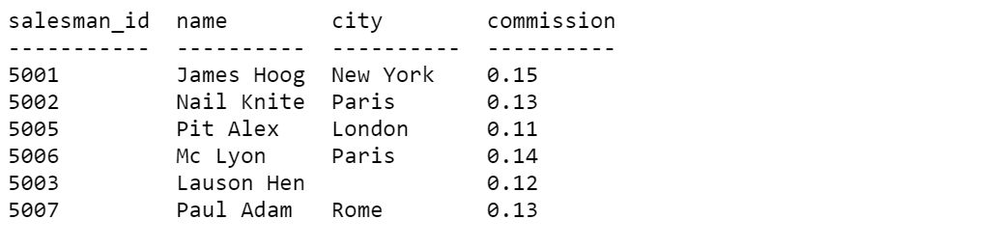 salesman_id  name        city        commission
-----------  ----------  ----------  ----------
5001         James Hoog  New York    0.15
5002         Nail Knite  Paris       0.13
5005         Pit Alex    London      0.11
5006         Mc Lyon     Paris       0.14
5003         Lauson Hen              0.12
5007         Paul Adam   Rome        0.13